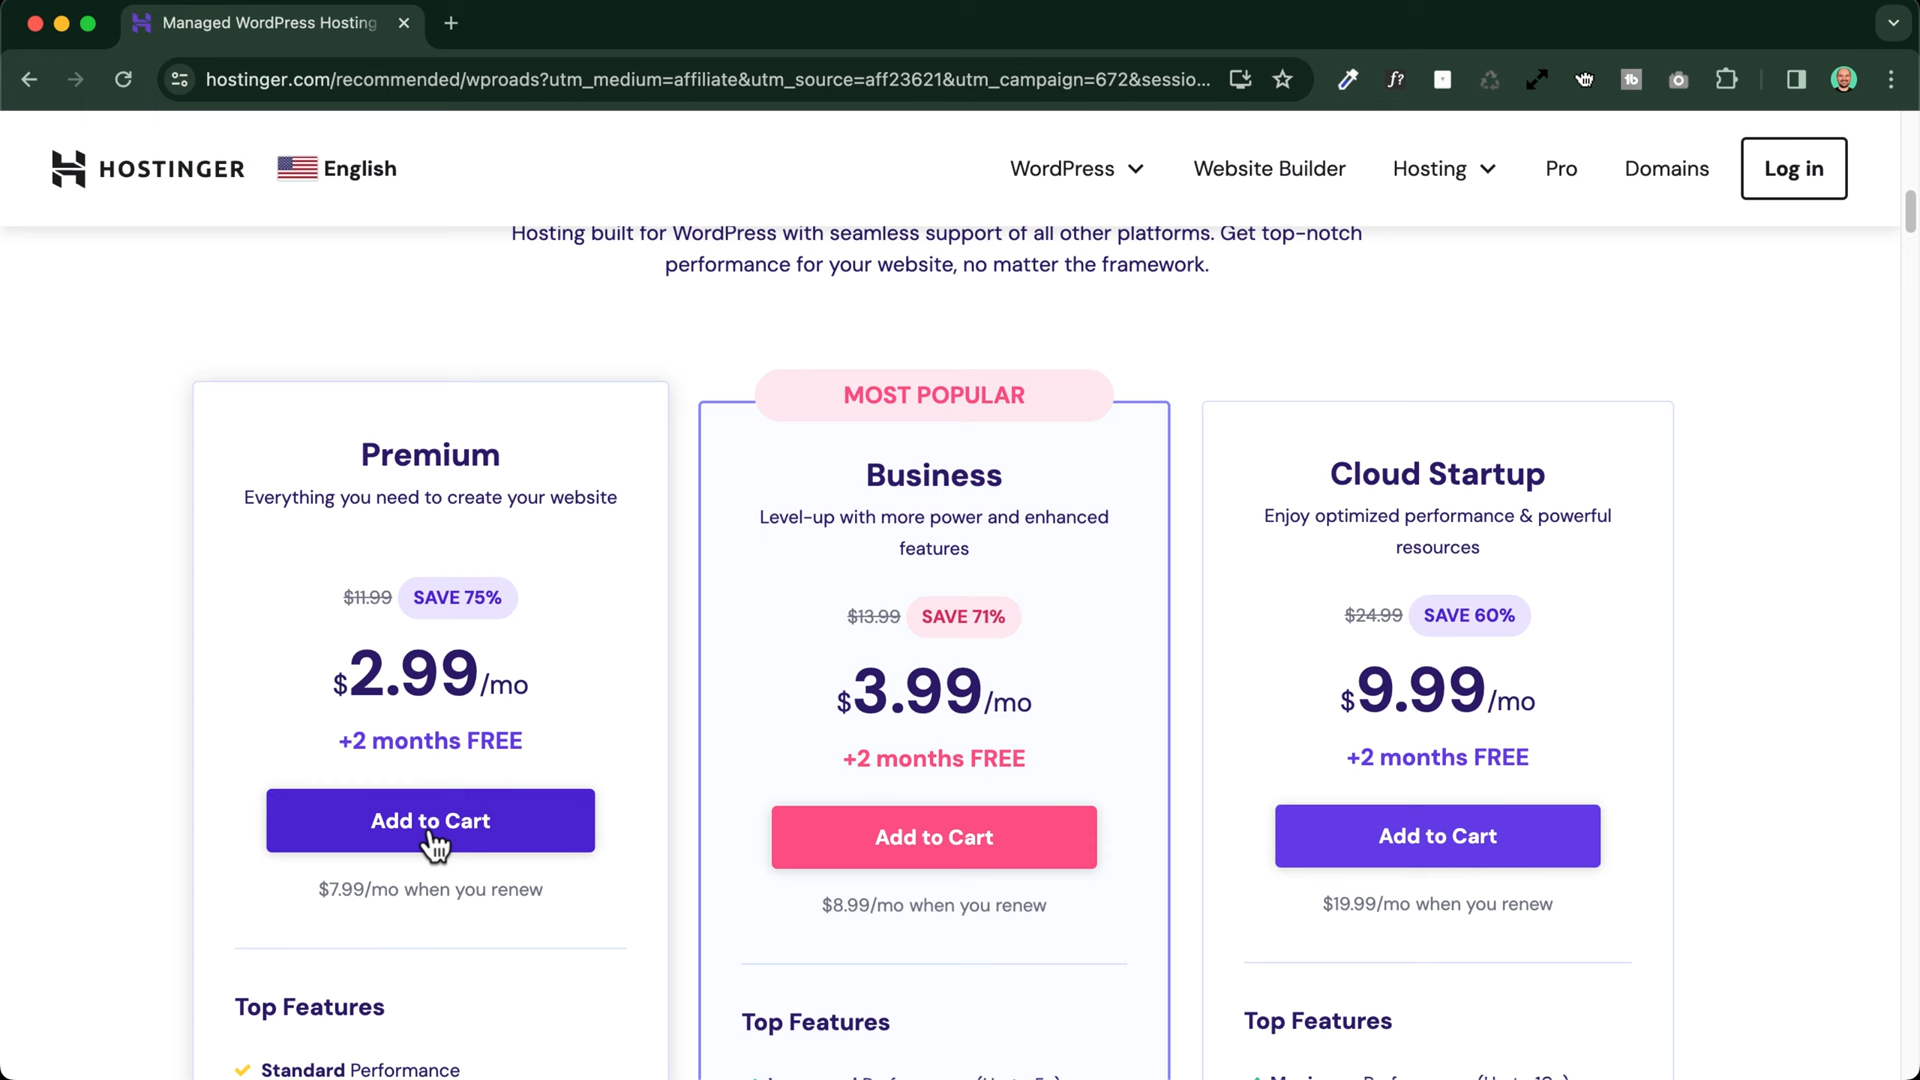 Managed WordPress Hosting
hostinger.com/recommended/wproads?utm_medium=affiliate&utm_source=aff23621&utm_campaign=672&sessio...
f?
tb
HOSTINGER
English
WordPress
Website Builder
Hosting
Pro
Domains
Log in
Hosting built for WordPress with seamless support of all other platforms. Get top-notch
performance for your website, no matter the framework.
Premium
Everything you need to create your website
$11.99 SAVE 75%
$2.99/mo
+2 months FREE
Add to Cart
$7.99/mo when you renew
Top Features
Standard Performance
MOST POPULAR
Business
Level-up with more power and enhanced
features
$13.99 SAVE 71%
$3.99/mo
+2 months FREE
Add to Cart
$8.99/mo when you renew
Top Features
Cloud Startup
Enjoy optimized performance & powerful
resources
$24.99 SAVE 60%
$9.99/mo
+2 months FREE
Add to Cart
$19.99/mo when you renew
Top Features